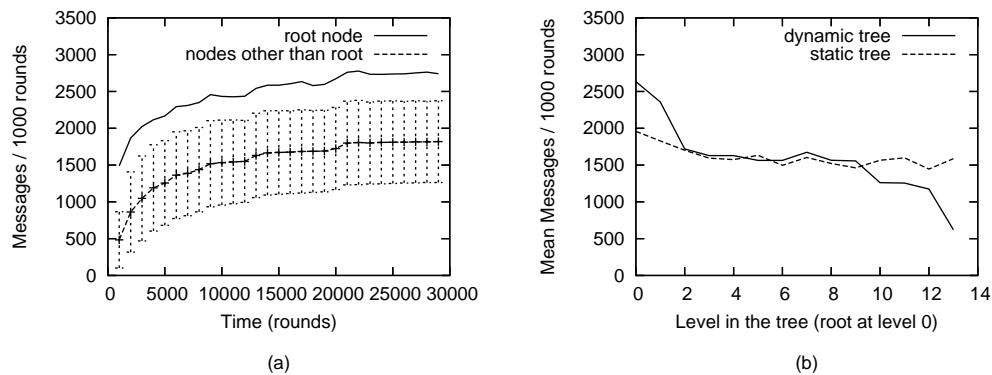 Messages / 1000 rounds
3500
3000
2500
2000
1500
1000
500
0
root node
nodes other than root
0 5000 10000 15000 20000 25000 30000
Time (rounds)
(a)
Mean Messages / 1000 rounds
3500
3000
2500
2000
1500
1000
500
0
dynamic tree
static tree
0 2 4 6 8 10 12 14
Level in the tree (root at level 0)
(b)